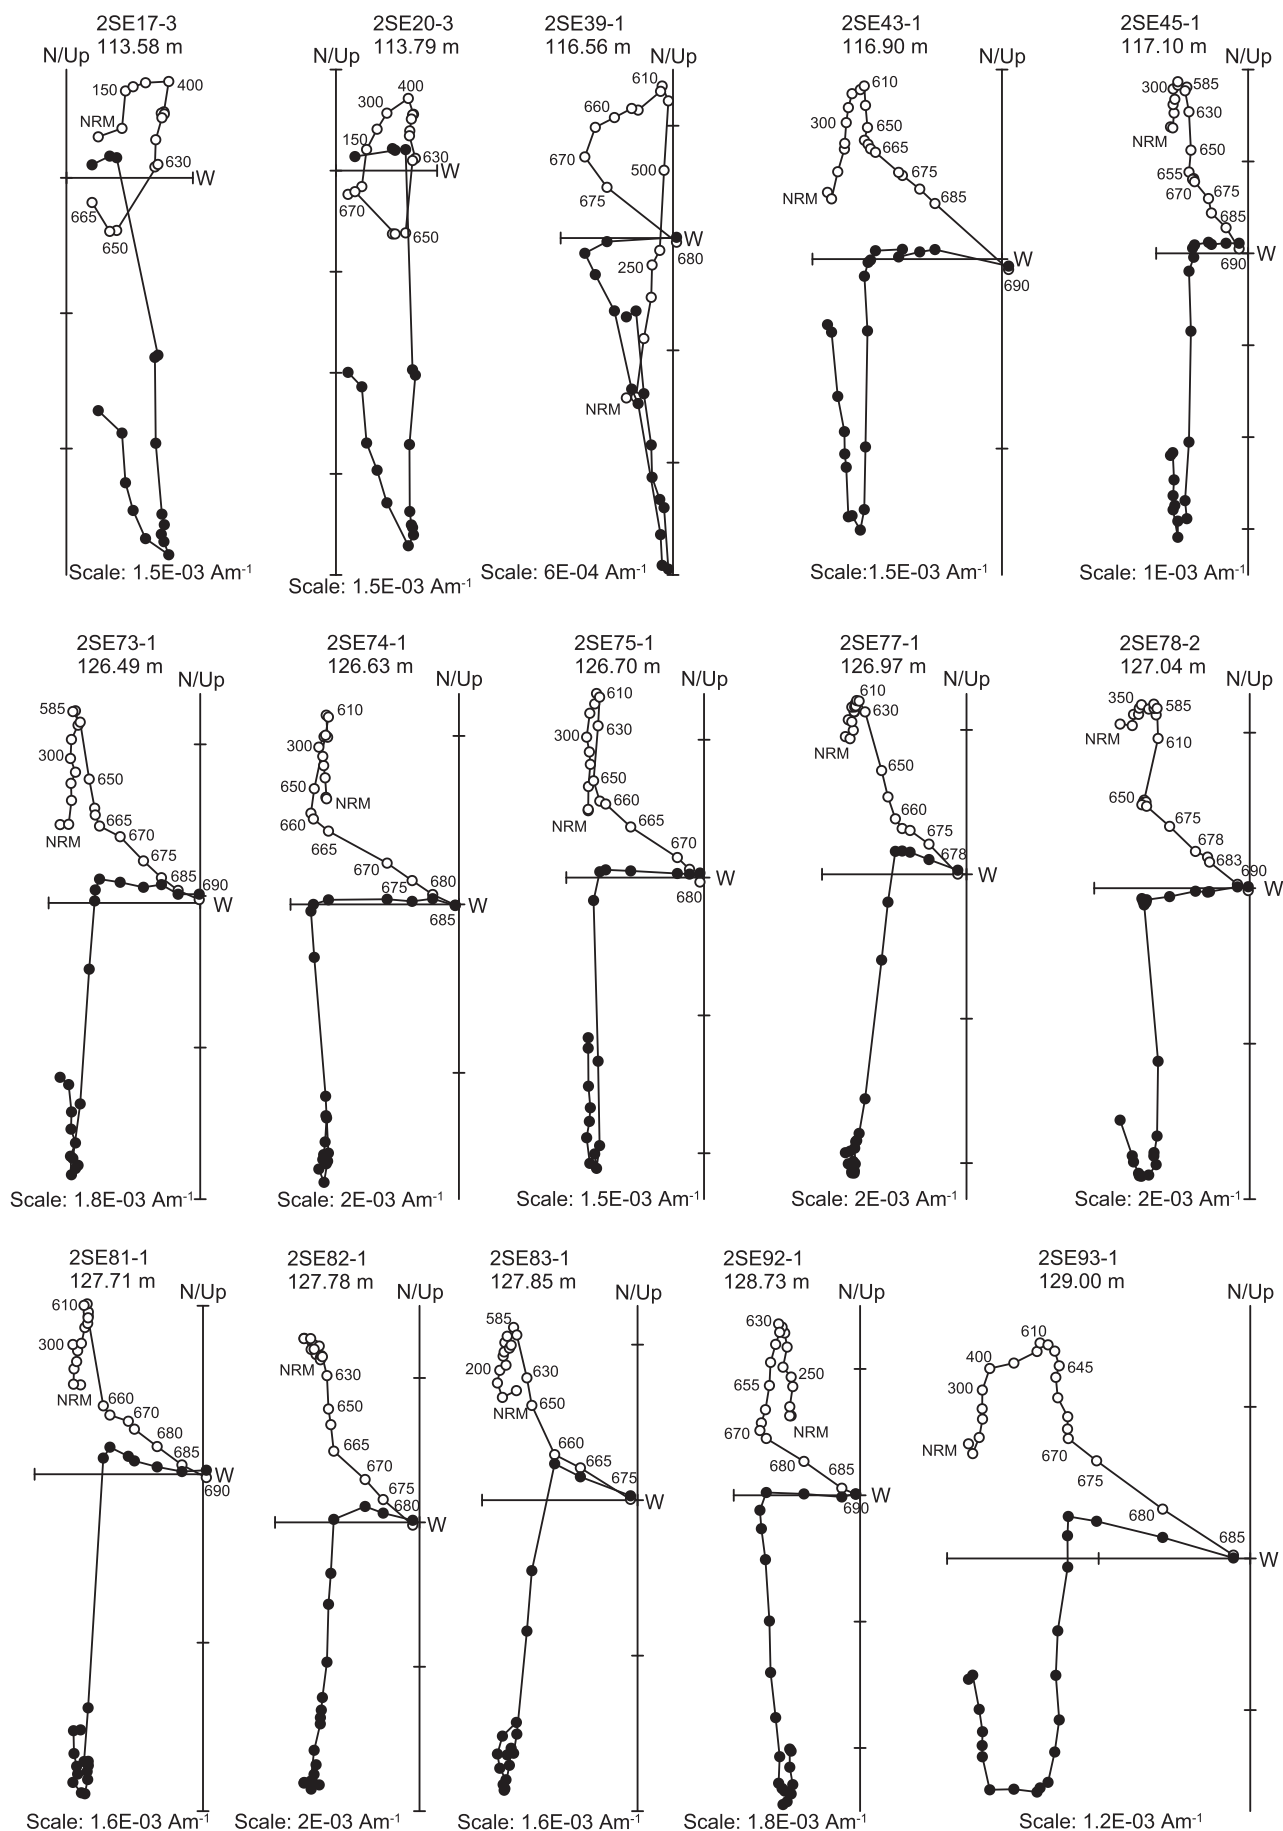 2SE17-3
113.58 m
N/Up
150
400
NRM
630
W
665
650
Scale: 1.5E-03 Am-1
2SE20-3
113.79 m
N/Up
400
300
150
630
W
670
650
Scale: 1.5E-03 Am-1
2SE39-1
116.56 m
N/Up
610
660
670
500
675
W
680
250
NRM
Scale: 6E-04 Am-1
2SE43-1
116.90 m
N/Up
610
300
650
665
675
NRM
685
W
690
Scale:1.5E-03 Am-1
2SE45-1
117.10 m
N/Up
300
585
630
NRM
650
655
670
675
685
W
690
Scale: 1E-03 Am-1
2SE73-1
126.49 m
N/Up
585
300
650
665
NRM
670
675
685
690
W
Scale: 1.8E-03 Am-1
2SE74-1
126.63 m
N/Up
610
300
650
NRM
660
665
670
675
680
W
685
Scale: 2E-03 Am-1
2SE75-1
126.70 m
N/Up
610
630
300
650
660
NRM
665
670
W
680
Scale: 1.5E-03 Am-1
2SE77-1
126.97 m
N/Up
610
630
NRM
650
660
675
678
W
Scale: 2E-03 Am-1
2SE78-2
127.04 m
N/Up
350
585
NRM
610
650
675
678
683
690
W
Scale: 2E-03 Am-1
2SE81-1
127.71 m
N/Up
610
300
NRM
660
670
680
685
W
690
Scale: 1.6E-03 Am-1
2SE82-1
127.78 m
N/Up
NRM
630
650
665
670
675
680
W
Scale: 2E-03 Am-1
2SE83-1
127.85 m
N/Up
585
200
630
NRM
650
660
665
675
W
Scale: 1.6E-03 Am-1
2SE92-1
128.73 m
N/Up
630
250
655
NRM
670
680
685
W
690
Scale: 1.8E-03 Am-1
2SE93-1
129.00 m
N/Up
610
400
645
300
NRM
670
675
680
685
W
Scale: 1.2E-03 Am-1